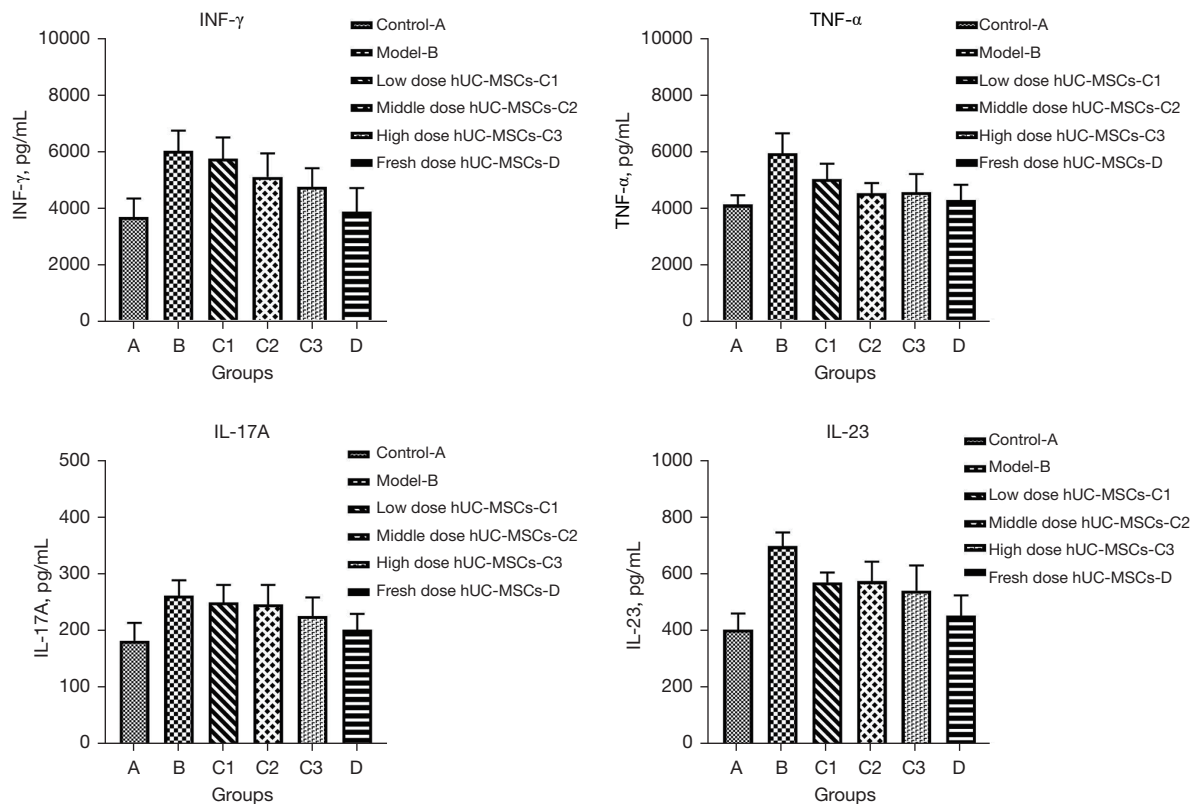 INF-γ
INF-γ, pg/mL
10000
8000
6000
4000
2000
0
A B C1 C2 C3 D
Groups
Control-A
Model-B
Low dose hUC-MSCs-C1
Middle dose hUC-MSCs-C2
High dose hUC-MSCs-C3
Fresh dose hUC-MSCs-D
TNF-α
TNF-α, pg/mL
10000
8000
6000
4000
2000
0
A B C1 C2 C3 D
Groups
Control-A
Model-B
Low dose hUC-MSCs-C1
Middle dose hUC-MSCs-C2
High dose hUC-MSCs-C3
Fresh dose hUC-MSCs-D
IL-17A
IL-17A, pg/mL
500
400
300
200
100
0
A B C1 C2 C3 D
Groups
Control-A
Model-B
Low dose hUC-MSCs-C1
Middle dose hUC-MSCs-C2
High dose hUC-MSCs-C3
Fresh dose hUC-MSCs-D
IL-23
IL-23, pg/mL
1000
800
600
400
200
0
A B C1 C2 C3 D
Groups
Control-A
Model-B
Low dose hUC-MSCs-C1
Middle dose hUC-MSCs-C2
High dose hUC-MSCs-C3
Fresh dose hUC-MSCs-D